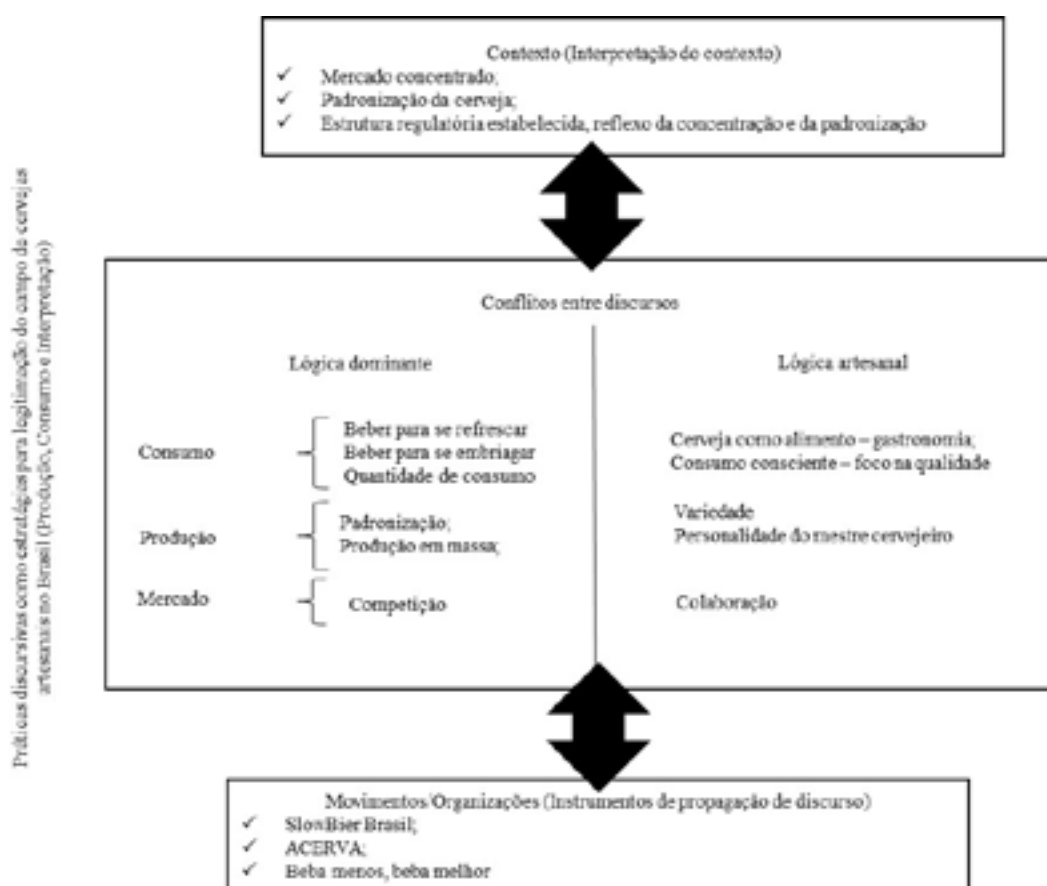 Contexto (Interpretação do contexto)
✓ Mercado concentrado;
✓ Padronização da cerveja;
✓ Estrutura regulatória estabelecida, reflexo da concentração e da padronização
Práticas discursivas como estratégias para legitimação do campo de cervejas
artesanais no Brasil (Produção, Consumo e Interpretação)
Conflitos entre discursos
Lógica dominante
Lógica artesanal
Consumo
Beber para se refrescar
Beber para se embriagar
Quantidade de consumo
Cerveja como alimento – gastronomia;
Consumo consciente – foco na qualidade
Produção
Padronização;
Produção em massa;
Variedade
Personalidade do mestre cervejeiro
Mercado
Competição
Colaboração
Movimentos/Organizações (Instrumentos de propagação de discurso)
✓ SlowBier Brasil;
✓ ACERVA;
✓ Beba menos, beba melhor